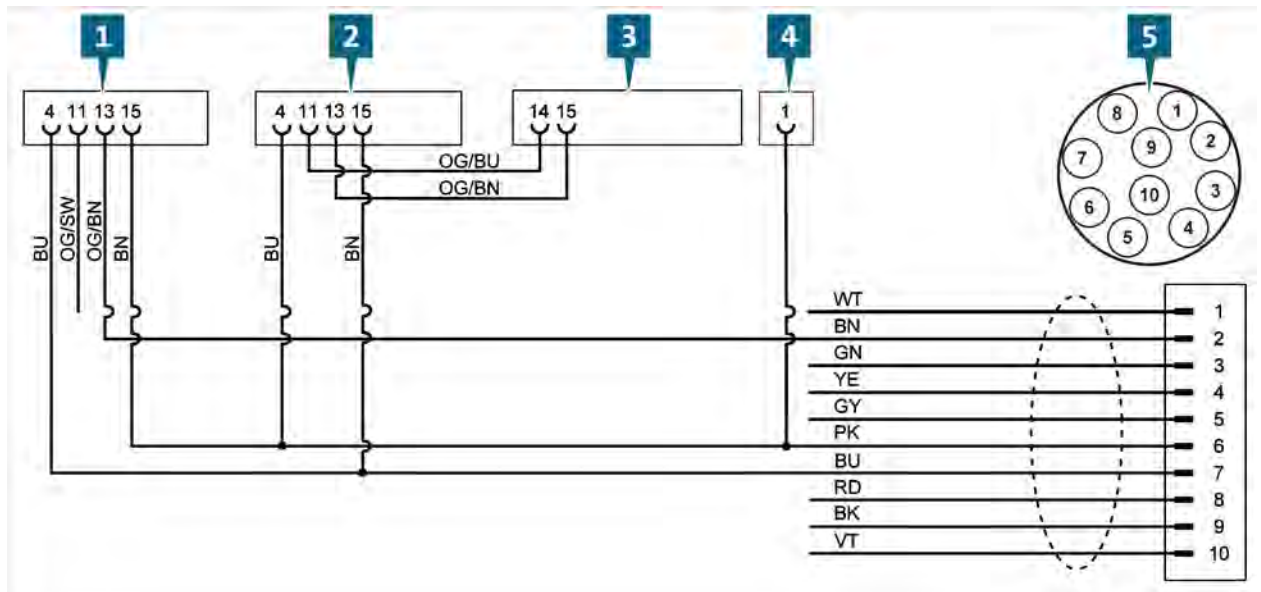 1 2 3 4 5
4 11 13 15 4 11 13 15 14 15 1
OG/BU
OG/BN
BU OG/SW OG/BN BN BU BN
8 1
7 9 2
6 10 3
5 4
WT 1
BN 2
GN 3
YE 4
GY 5
PK 6
BU 7
RD 8
BK 9
VT 10